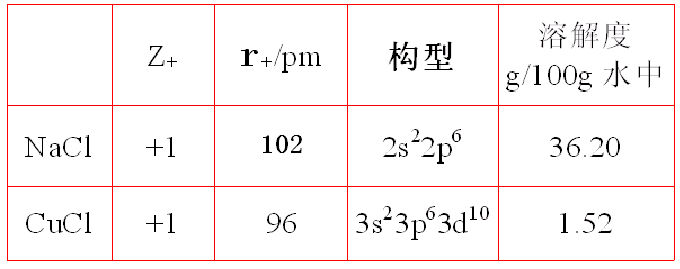 Z₊ r₊/pm 构型 溶解度
g/100g 水中
NaCl +1 102 2s²2p⁶ 36.20
CuCl +1 96 3s²3p⁶3d¹⁰ 1.52